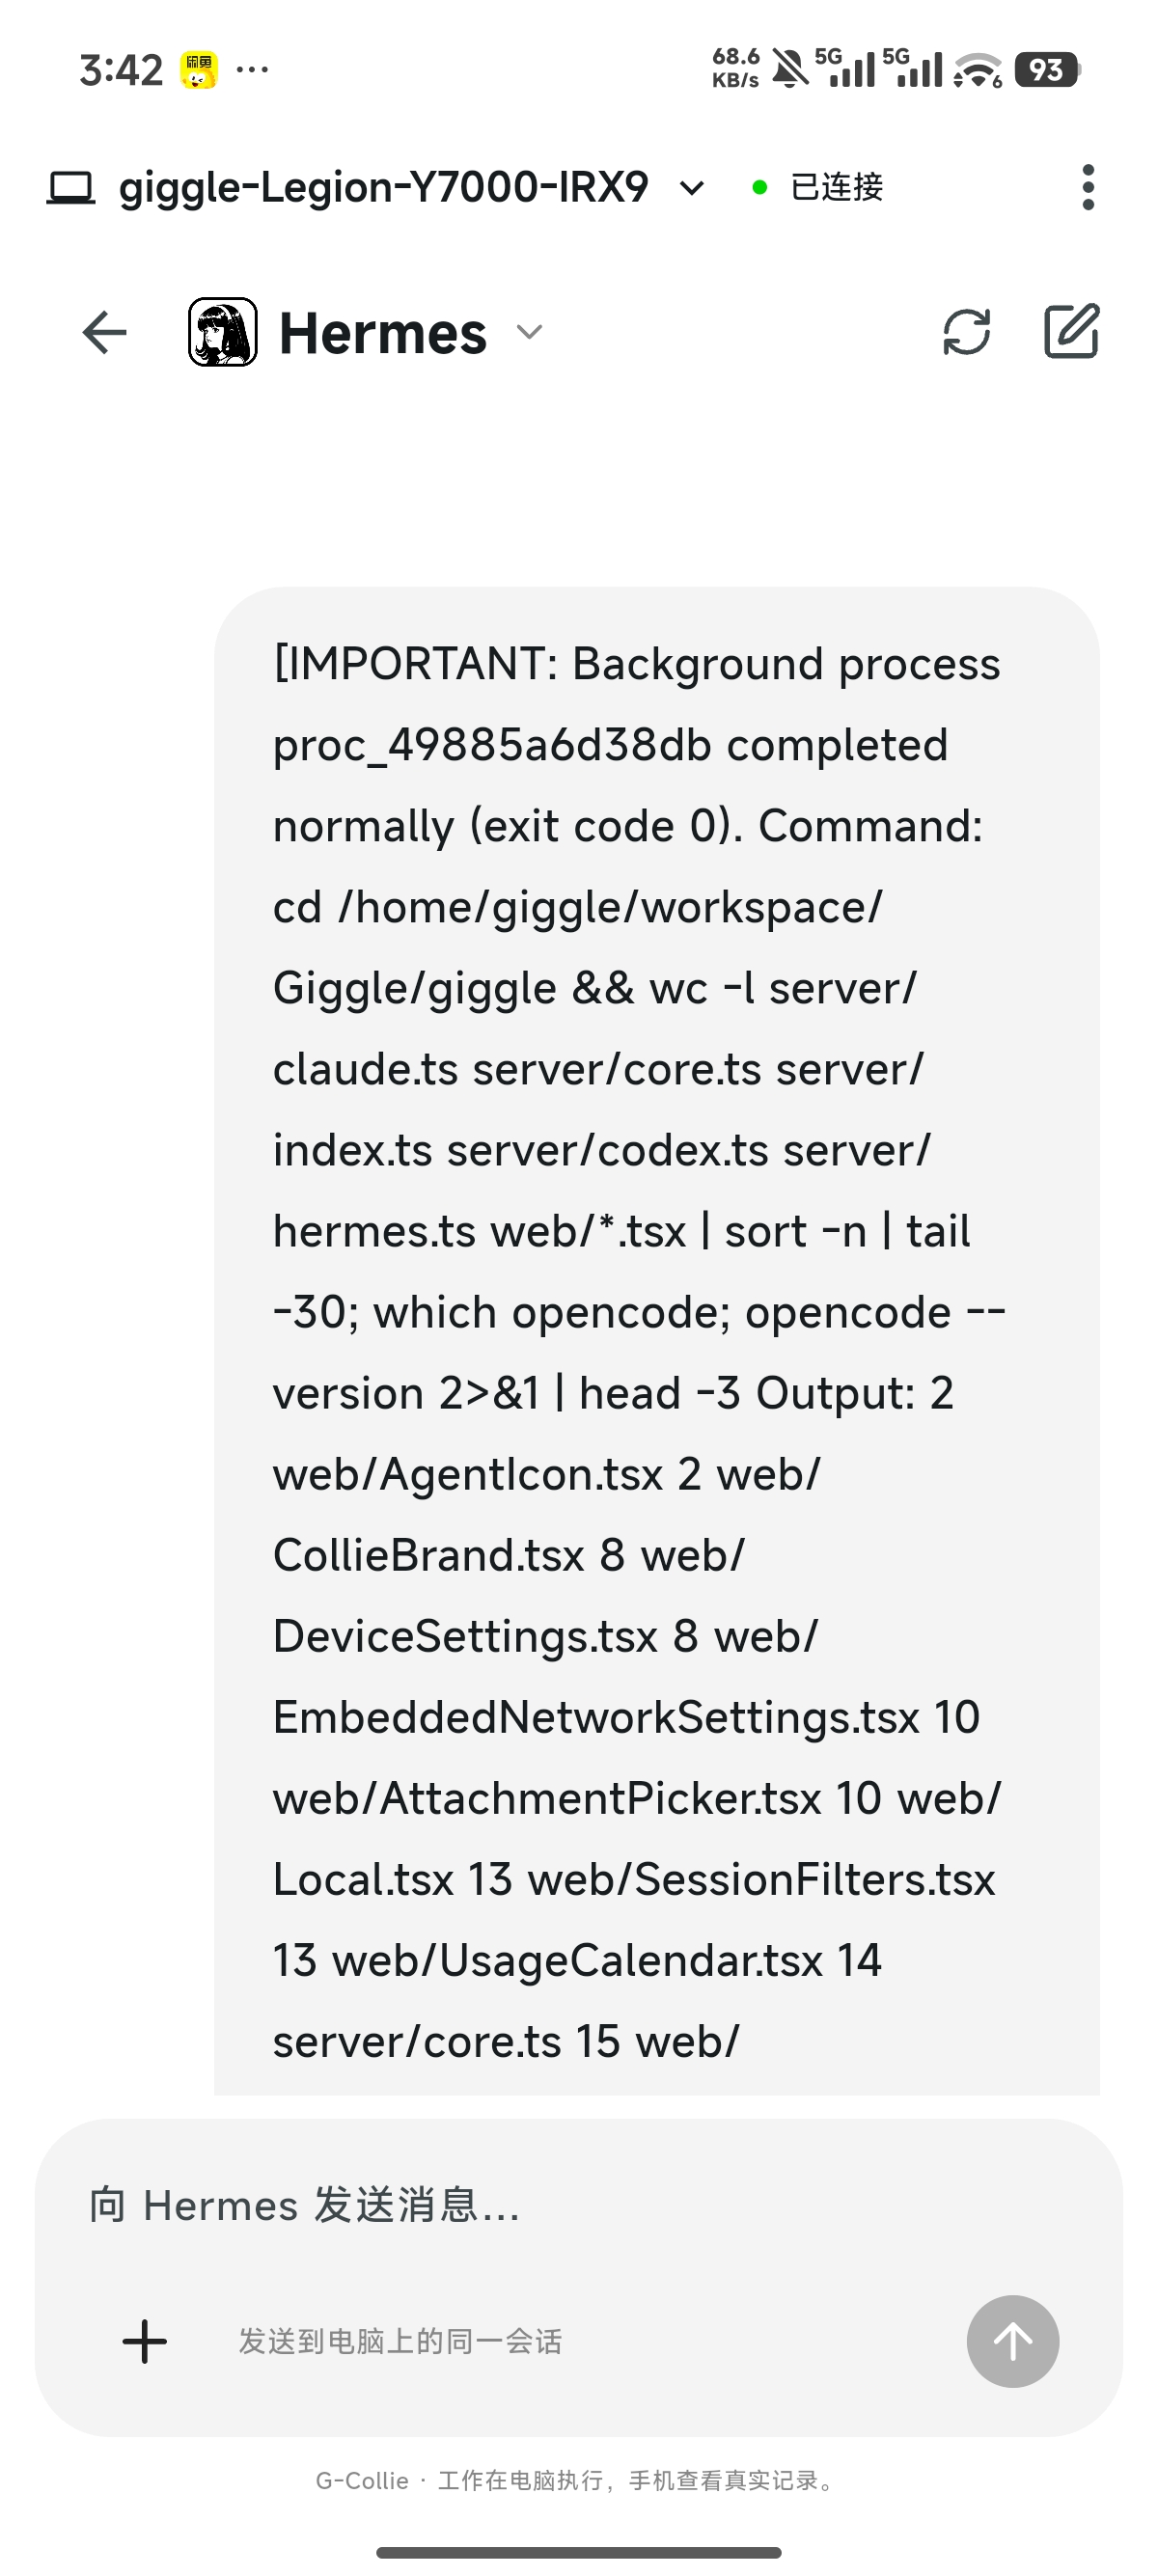 3:42 闲鱼 ... 68.6 KB/s 5G 5G 6 93
giggle-Legion-Y7000-IRX9 已连接
Hermes
[IMPORTANT: Background process
proc_49885a6d38db completed
normally (exit code 0). Command:
cd /home/giggle/workspace/
Giggle/giggle && wc -l server/
claude.ts server/core.ts server/
index.ts server/codex.ts server/
hermes.ts web/*.tsx | sort -n | tail
-30; which opencode; opencode --
version 2>&1 | head -3 Output: 2
web/AgentIcon.tsx 2 web/
CollieBrand.tsx 8 web/
DeviceSettings.tsx 8 web/
EmbeddedNetworkSettings.tsx 10
web/AttachmentPicker.tsx 10 web/
Local.tsx 13 web/SessionFilters.tsx
13 web/UsageCalendar.tsx 14
server/core.ts 15 web/
向 Hermes 发送消息...
发送到电脑上的同一会话
G-Collie · 工作在电脑执行，手机查看真实记录。